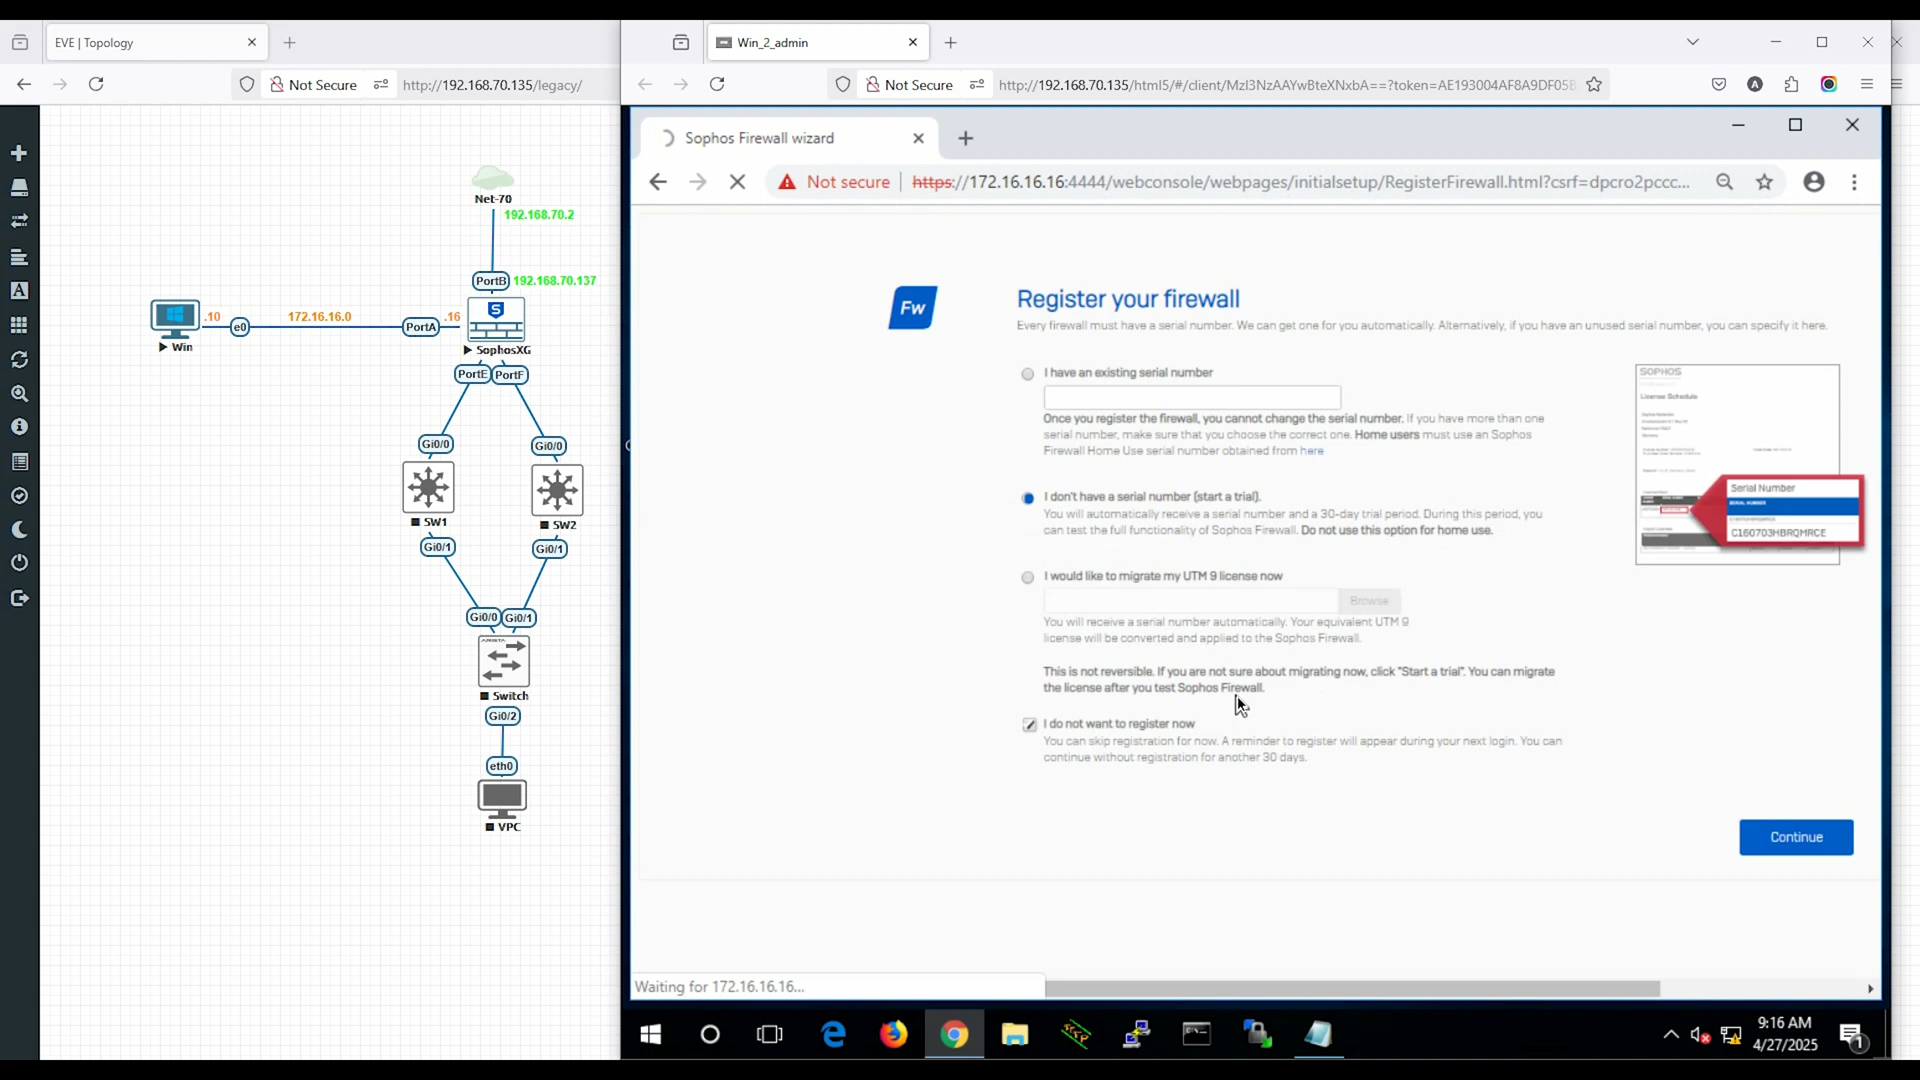 EVE | Topology
Win_2_admin
Not Secure
http://192.168.70.135/legacy/
Not Secure
http://192.168.70.135/html5/#/client/MzI3NzAAYwBteXNxbA==?token=AE193004AF8A9DF05B
Net-70
192.168.70.2
PortB
192.168.70.137
.10
e0
172.16.16.0
PortA
.16
Win
SophosXG
PortE
PortF
Gi0/0
Gi0/0
SW1
SW2
Gi0/1
Gi0/1
Gi0/0
Gi0/1
ARISTA
Switch
Gi0/2
eth0
VPC
Sophos Firewall wizard
Not secure
https://172.16.16.16:4444/webconsole/webpages/initialsetup/RegisterFirewall.html?csrf=dpcro2pccc...
Fw
Register your firewall
Every firewall must have a serial number. We can get one for you automatically. Alternatively, if you have an unused serial number, you can specify it here.
I have an existing serial number
Once you register the firewall, you cannot change the serial number. If you have more than one
serial number, make sure that you choose the correct one. Home users must use an Sophos
Firewall Home Use serial number obtained from here
I don't have a serial number (start a trial).
You will automatically receive a serial number and a 30-day trial period. During this period, you
can test the full functionality of Sophos Firewall. Do not use this option for home use.
I would like to migrate my UTM 9 license now
Browse
You will receive a serial number automatically. Your equivalent UTM 9
license will be converted and applied to the Sophos Firewall.
This is not reversible. If you are not sure about migrating now, click "Start a trial". You can migrate
the license after you test Sophos Firewall.
I do not want to register now
You can skip registration for now. A reminder to register will appear during your next login. You can
continue without registration for another 30 days.
SOPHOS
License Schedule
Serial Number
SERIAL NUMBER
C160703HBRQMRCE
Continue
Waiting for 172.16.16.16...
9:16 AM
4/27/2025
1